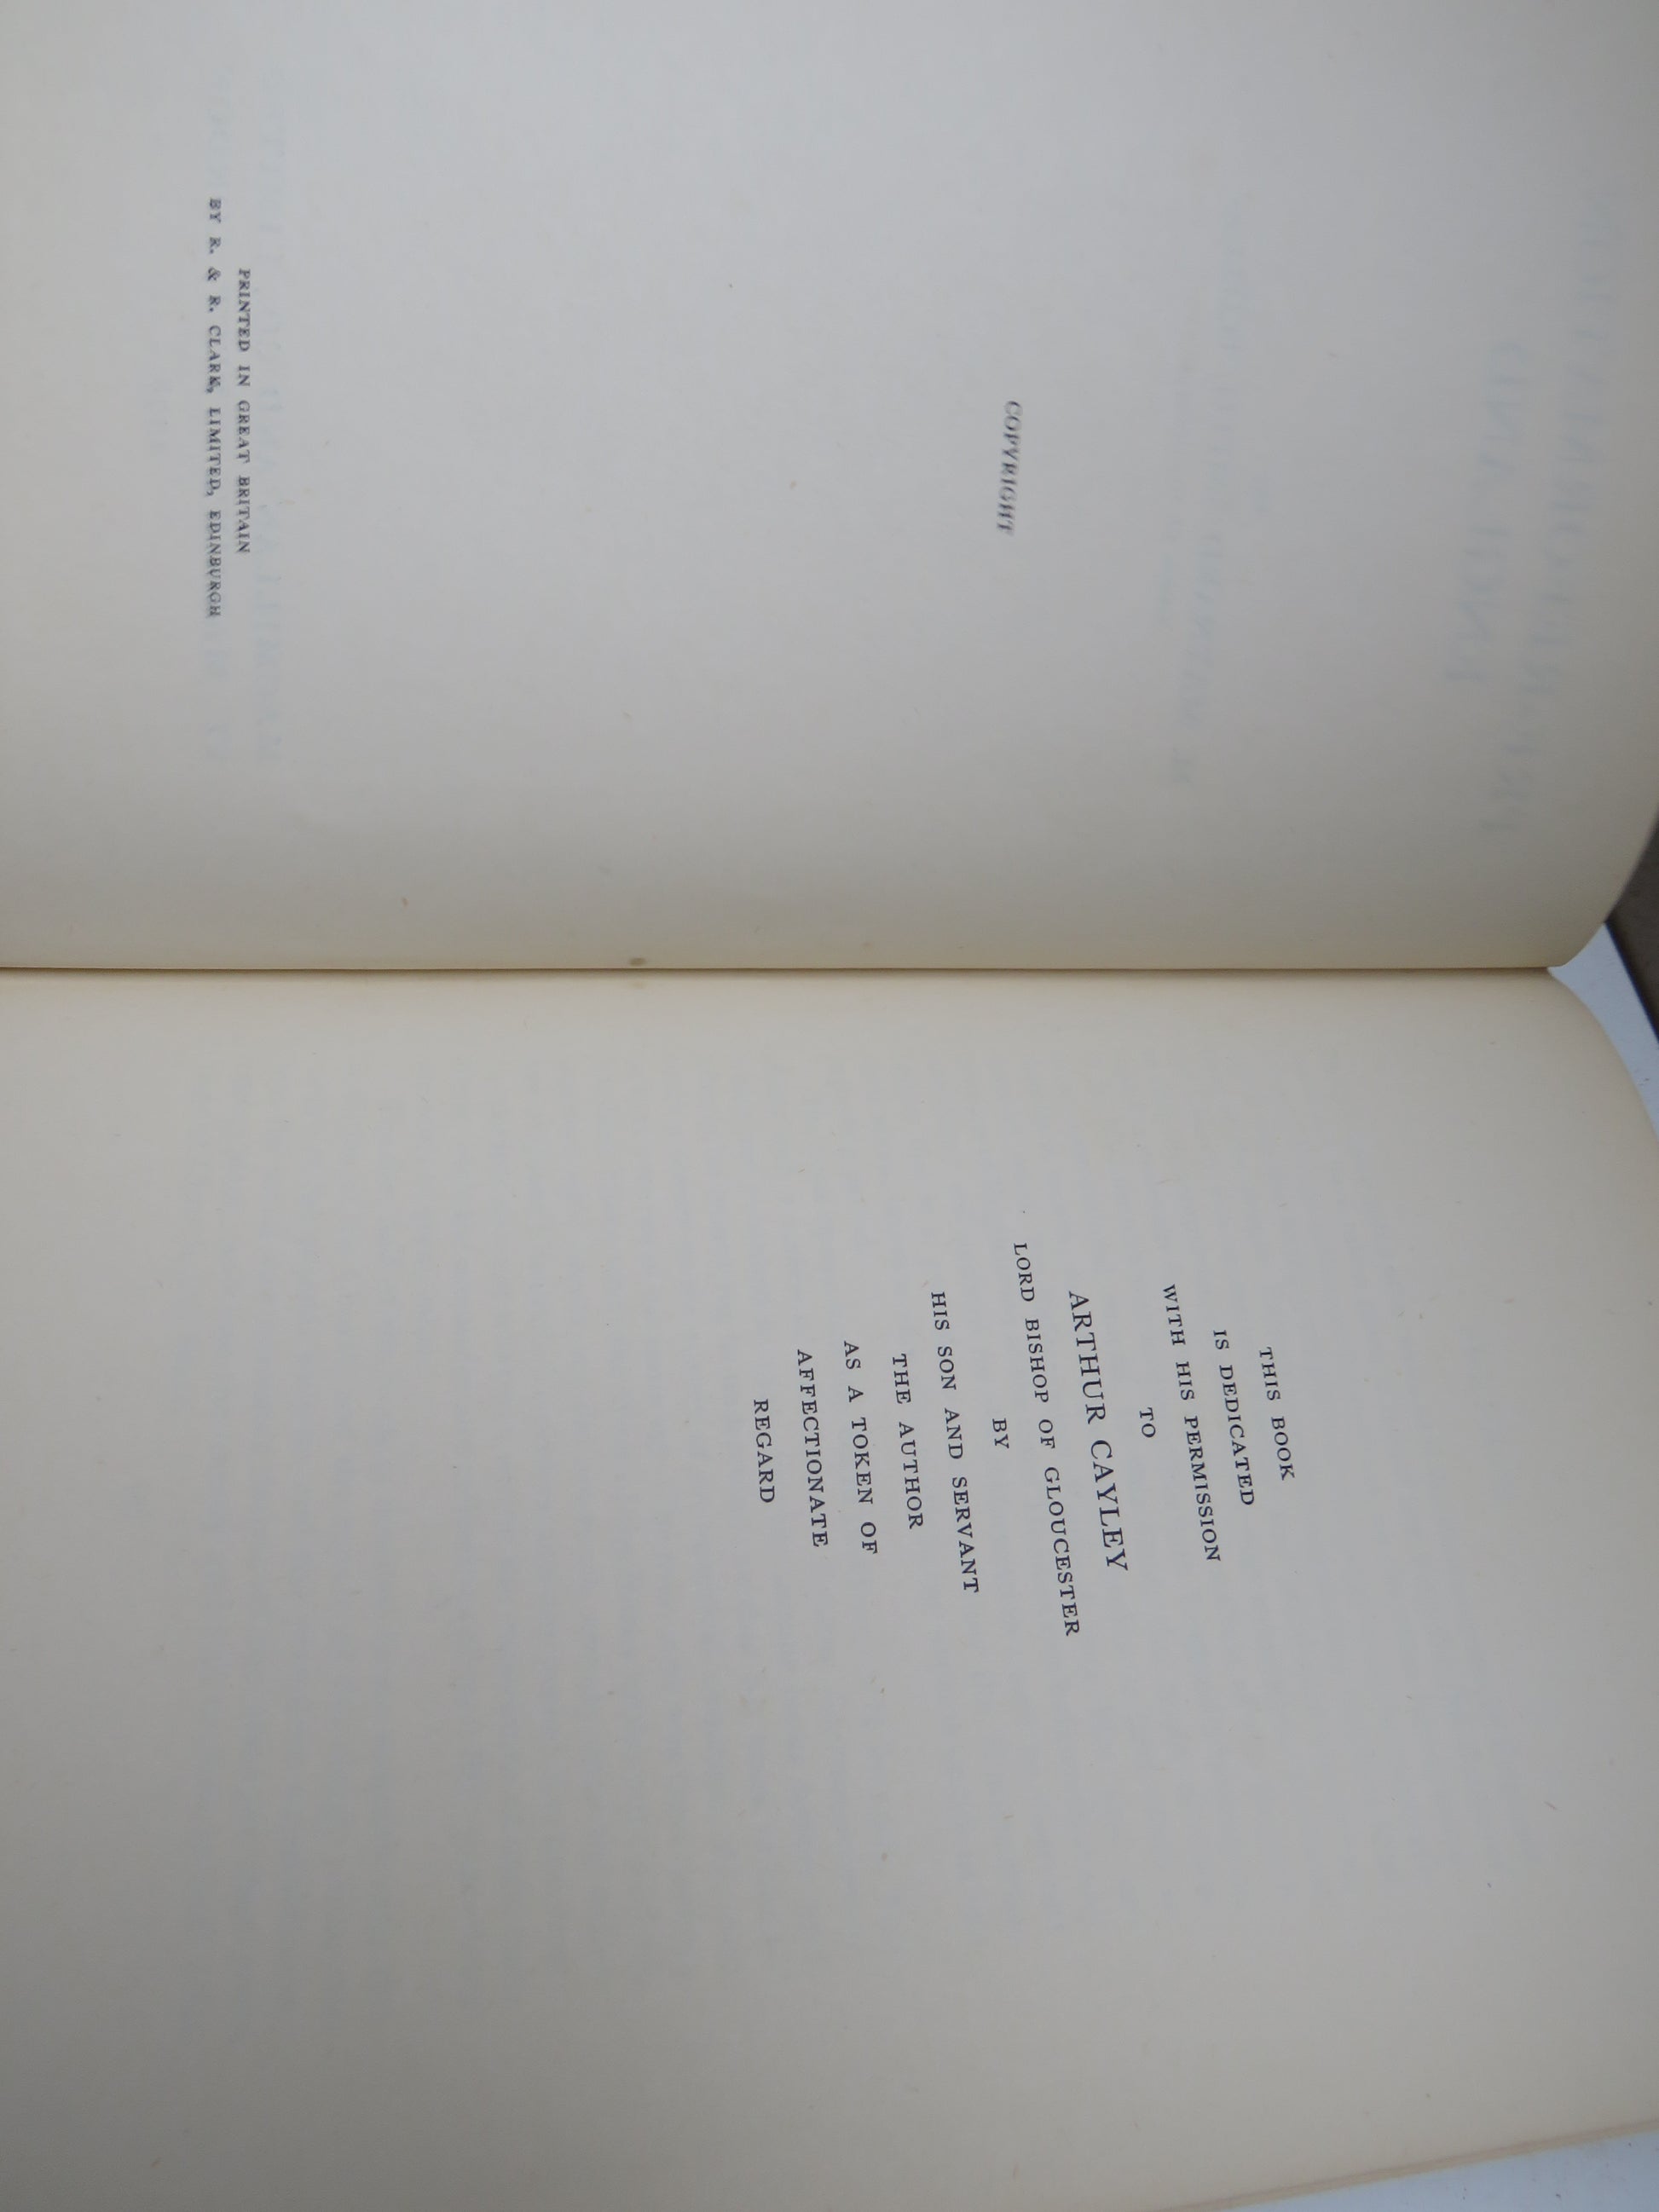 COPYRIGHT
PRINTED IN GREAT BRITAIN
BY R. & R. CLARK, LIMITED, EDINBURGH
THIS BOOK
IS DEDICATED
WITH HIS PERMISSION
TO
ARTHUR CAYLEY
LORD BISHOP OF GLOUCESTER
BY
HIS SON AND SERVANT
THE AUTHOR
AS A TOKEN OF
AFFECTIONATE
REGARD